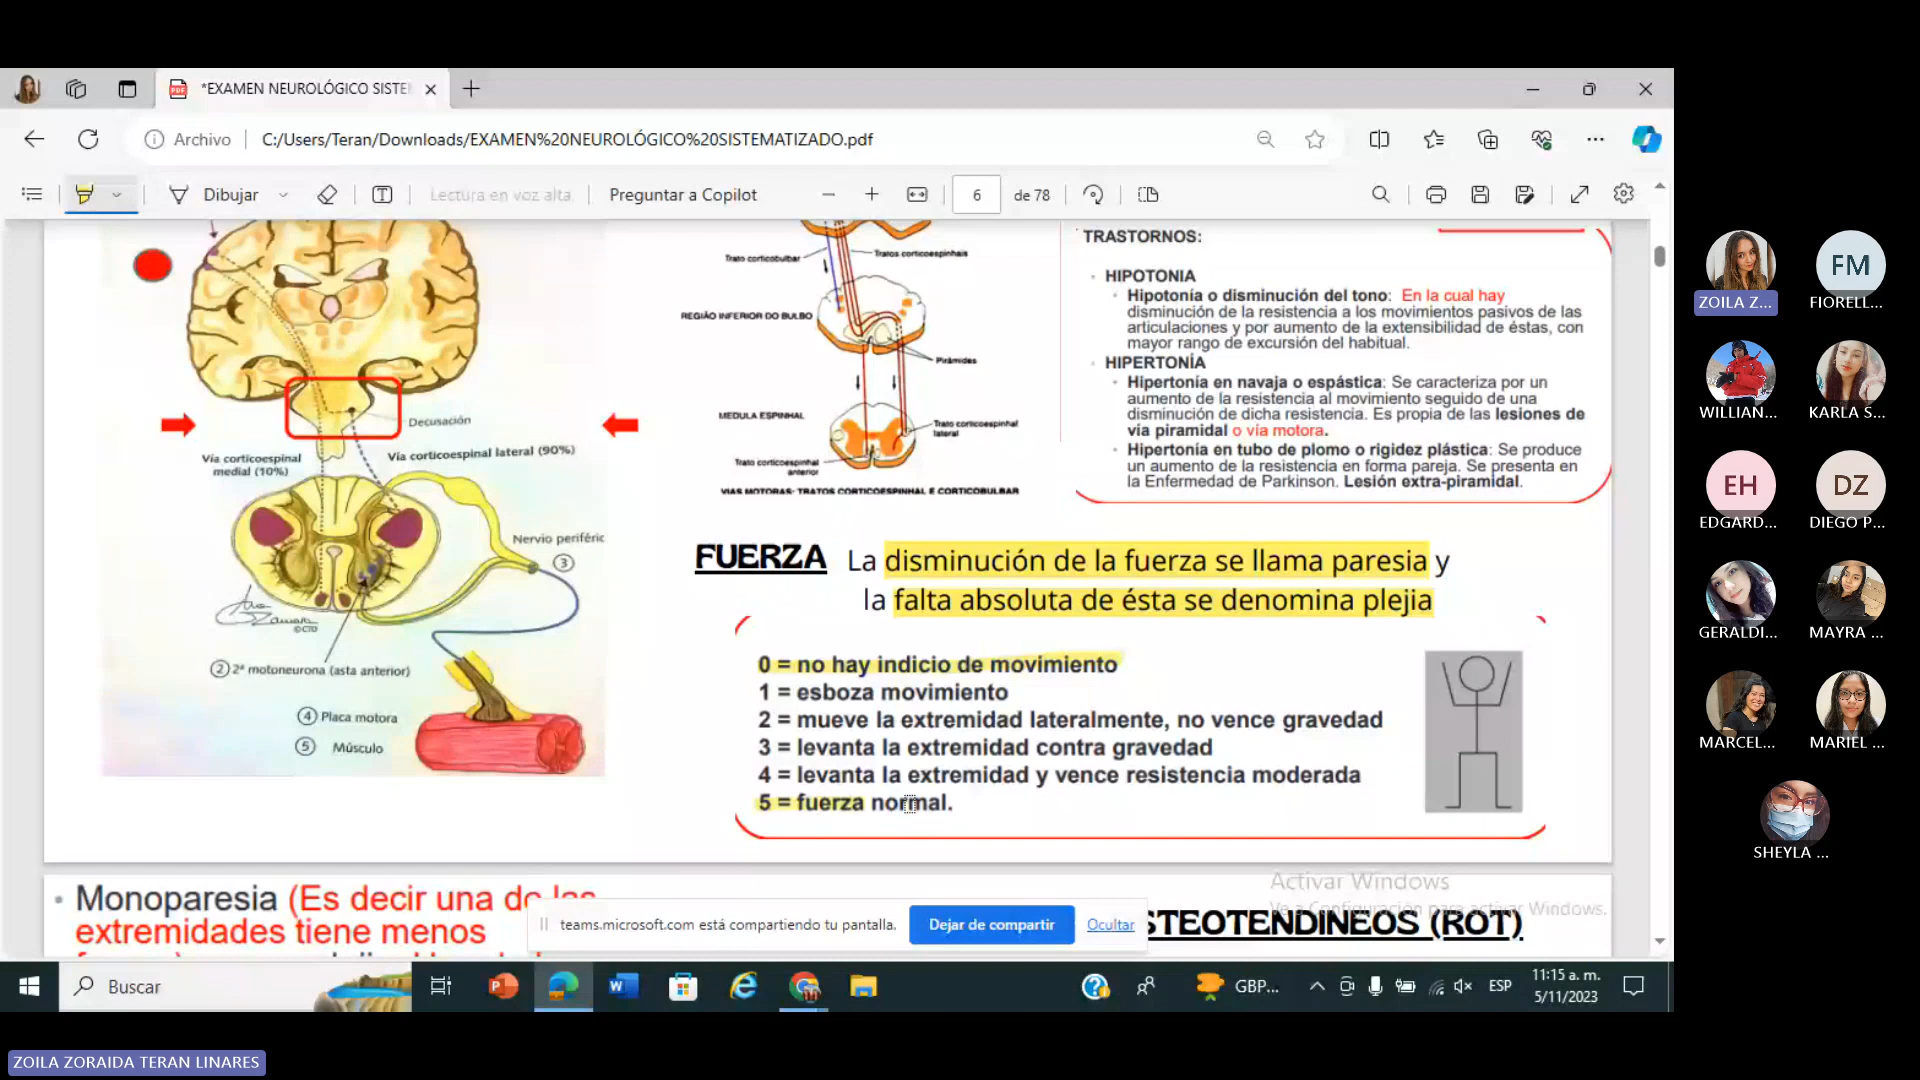 *EXAMEN NEUROLÓGICO SISTE
Archivo
C:/Users/Teran/Downloads/EXAMEN%20NEUROLÓGICO%20SISTEMATIZADO.pdf
Dibujar
Lectura en voz alta
Preguntar a Copilot
6
de 78
Decusación
Vía corticoespinal
medial (10%)
Vía corticoespinal lateral (90%)
Nervio periféric
3
©CTO
2 2ª motoneurona (asta anterior)
4 Placa motora
5 Músculo
Trato corticobulbar
Tratos corticoespinhais
REGIÃO INFERIOR DO BULBO
Pirâmides
MEDULA ESPINHAL
Trato corticoespinhal
lateral
Trato corticoespinhal
anterior
VIAS MOTORAS: TRATOS CORTICOESPINHAL E CORTICOBULBAR
TRASTORNOS:
HIPOTONIA
Hipotonía o disminución del tono: En la cual hay
disminución de la resistencia a los movimientos pasivos de las
articulaciones y por aumento de la extensibilidad de éstas, con
mayor rango de excursión del habitual.
HIPERTONÍA
Hipertonía en navaja o espástica: Se caracteriza por un
aumento de la resistencia al movimiento seguido de una
disminución de dicha resistencia. Es propia de las lesiones de
vía piramidal o vía motora.
Hipertonía en tubo de plomo o rigidez plástica: Se produce
un aumento de la resistencia en forma pareja. Se presenta en
la Enfermedad de Parkinson. Lesión extra-piramidal.
FUERZA La disminución de la fuerza se llama paresia y
la falta absoluta de ésta se denomina plejia
0 = no hay indicio de movimiento
1 = esboza movimiento
2 = mueve la extremidad lateralmente, no vence gravedad
3 = levanta la extremidad contra gravedad
4 = levanta la extremidad y vence resistencia moderada
5 = fuerza normal.
Monoparesia (Es decir una de las
extremidades tiene menos
STEOTENDINEOS (ROT)
Activar Windows
Ve a Configuración para activar Windows.
teams.microsoft.com está compartiendo tu pantalla.
Dejar de compartir
Ocultar
Buscar
GBP...
ESP
11:15 a. m.
5/11/2023
ZOILA Z...
FM
FIORELL...
WILLIAN...
KARLA S...
EH
EDGARD...
DZ
DIEGO P...
GERALDI...
MAYRA ...
MARCEL...
MARIEL ...
SHEYLA ...
ZOILA ZORAIDA TERAN LINARES